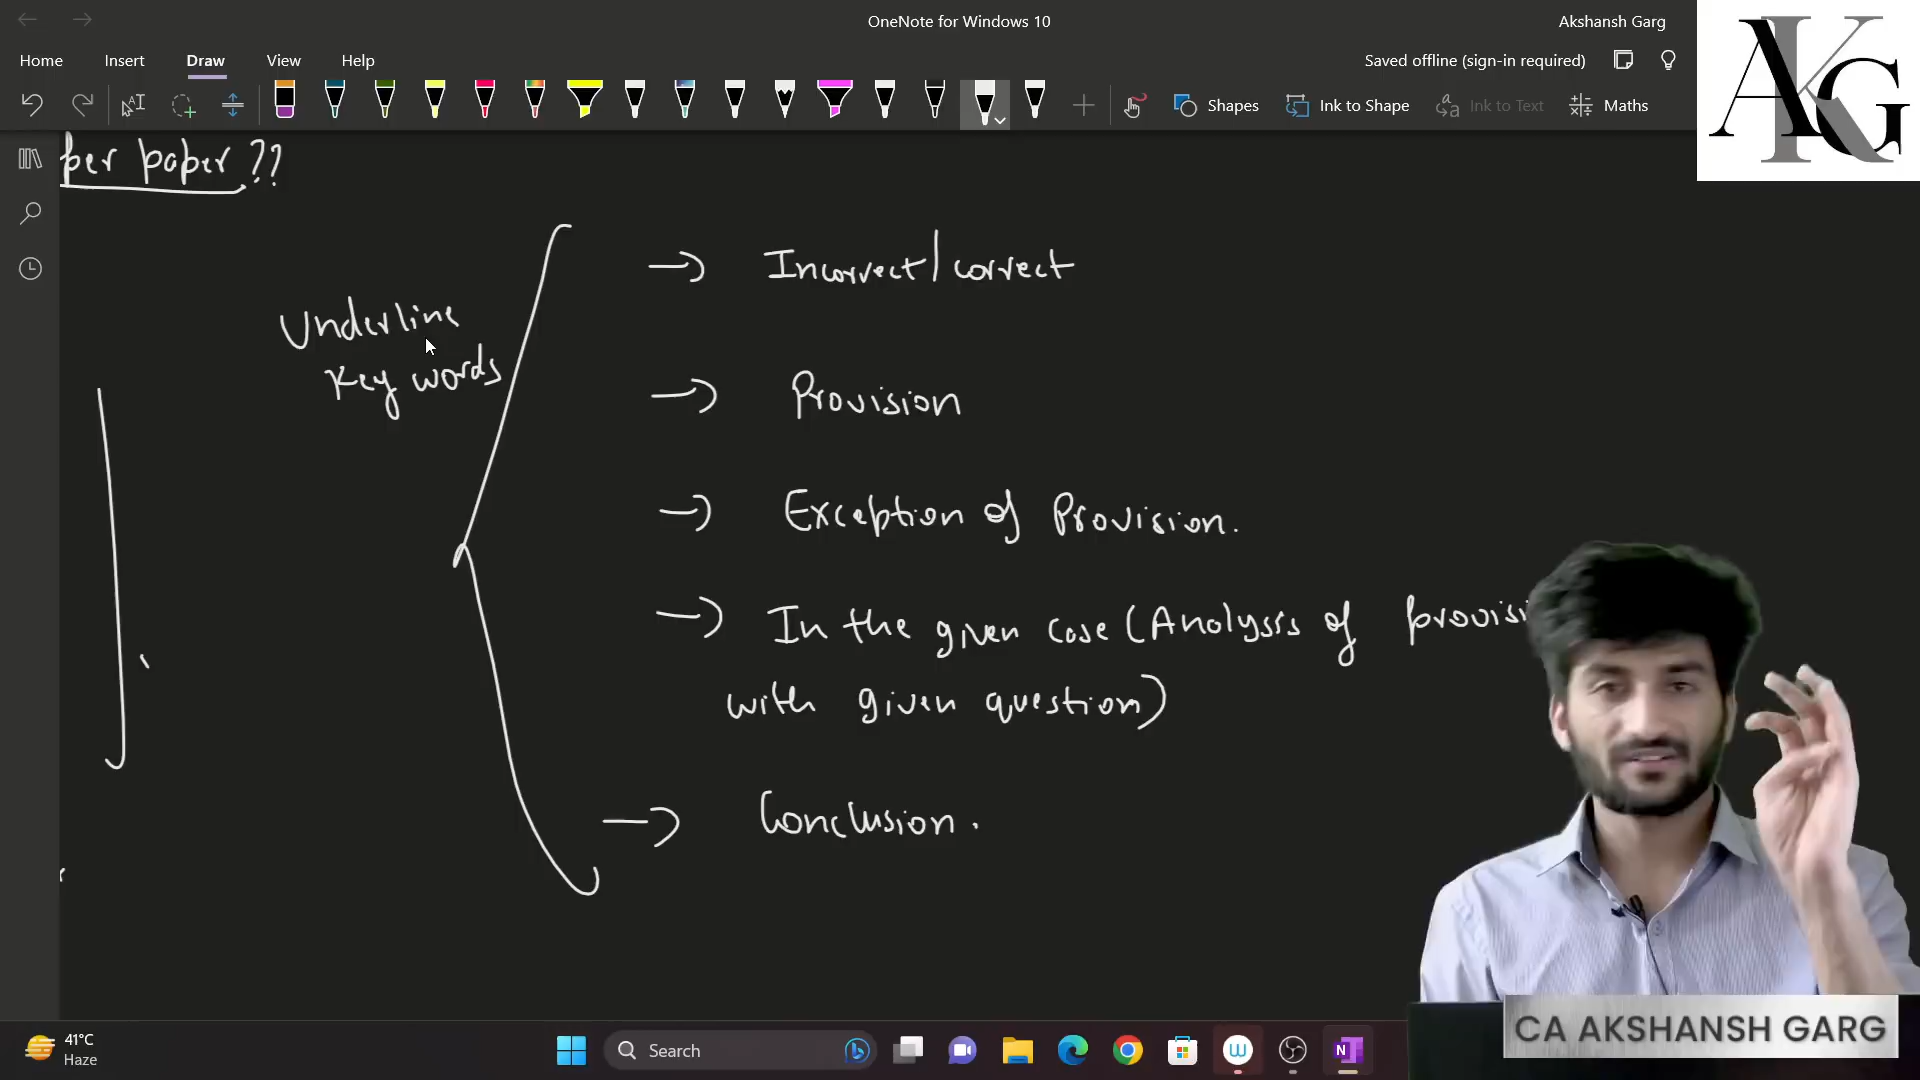 OneNote for Windows 10
Akshansh Garg
Home Insert Draw View Help
Saved offline (sign-in required)
Shapes Ink to Shape Ink to Text Maths
AKG
per paper ??
Incorrect/correct
Underline
Key words
Provision
Exception of Provision.
In the given case (Analysis of provisi
with given question)
Conclusion.
CA AKSHANSH GARG
41°C
Haze
Search